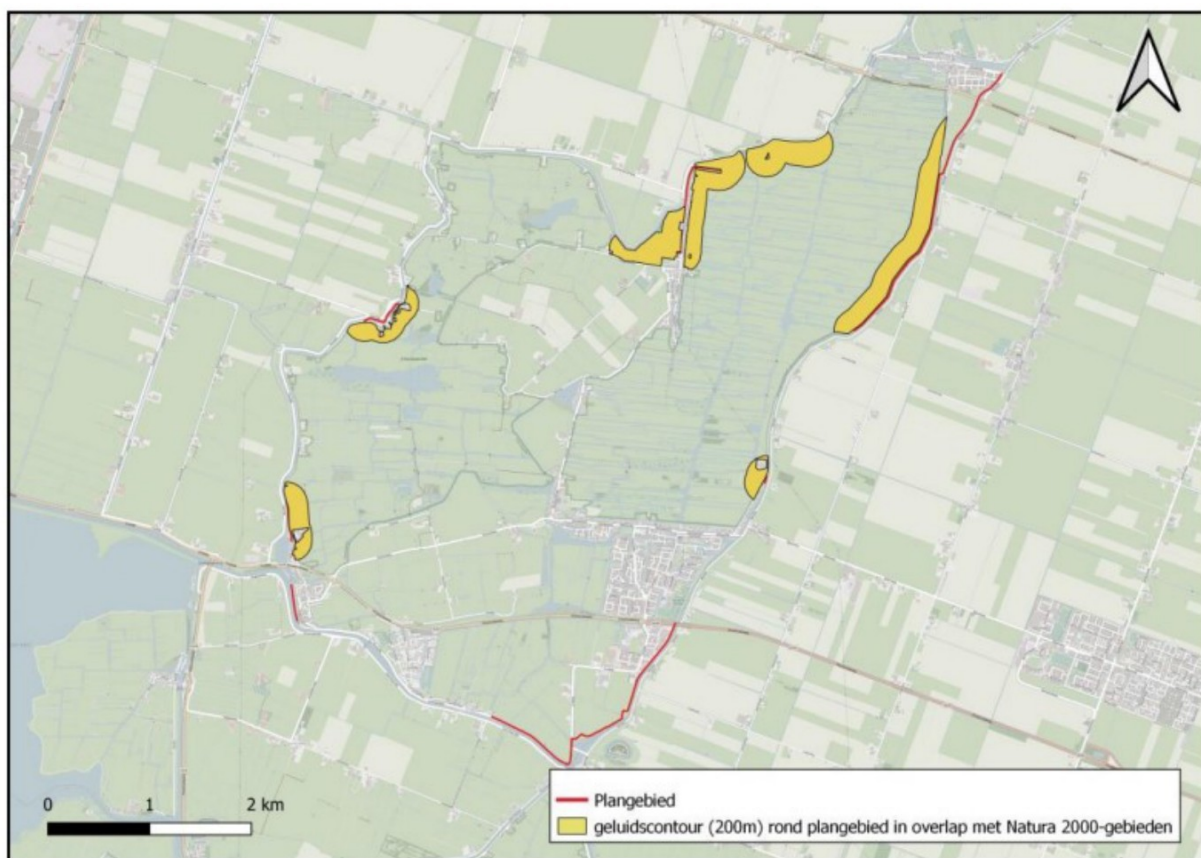 0 1 2 km
Plangebied
geluidscontour (200m) rond plangebied in overlap met Natura 2000-gebieden